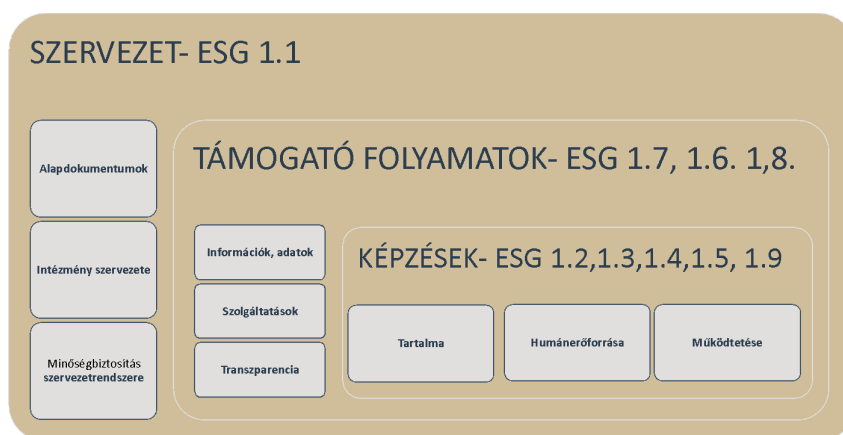 SZERVEZET- ESG 1.1
Alapdokumentumok
Intézmény szervezete
Minőségbiztosítás
szervezetrendszere
TÁMOGATÓ FOLYAMATOK- ESG 1.7, 1.6. 1,8.
Információk, adatok
Szolgáltatások
Transzparencia
KÉPZÉSEK- ESG 1.2,1.3,1.4,1.5, 1.9
Tartalma
Humánerőforrása
Működtetése